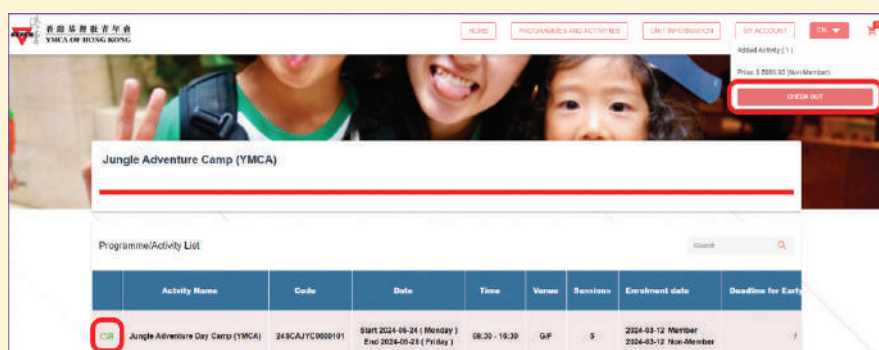 香港基督教青年會
YMCA OF HONG KONG
HOME
PROGRAMMES AND ACTIVITIES
UNIT INFORMATION
MY ACCOUNT
EN
Added Activity ( 1 )
(Non-Member)
CHECK OUT
Jungle Adventure Camp (YMCA)
Programme/Activity List
Search
Activity Name Code Date Time Venue Sessions Enrolment date Deadline for Early
Jungle Adventure Day Camp (YMCA) Start 2024-06-24 ( Monday ) 08:30 - 16:30 G/F 5 2024-03-12 Member /
End 2024-06-28 ( Friday ) 2024-03-12 Non-Member